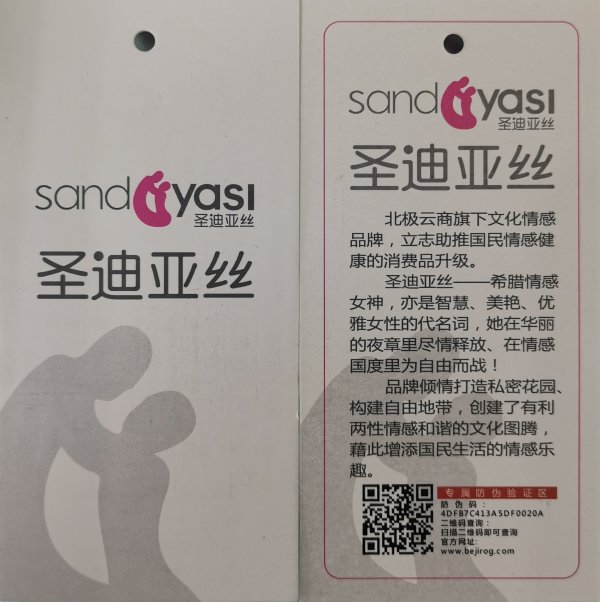 sandyasi
圣迪亚丝
圣迪亚丝
sandyasi
圣迪亚丝
圣迪亚丝
北极云商旗下文化情感
品牌，立志助推国民情感健
康的消费品升级。
圣迪亚丝——希腊情感
女神，亦是智慧、美艳、优
雅女性的代名词，她在华丽
的夜章里尽情释放、在情感
国度里为自由而战！
品牌倾情打造私密花园、
构建自由地带，创建了有利
两性情感和谐的文化图腾，
藉此增添国民生活的情感乐
趣。
专属防伪验证区
防伪码：
4DFB7C413ASDF0020A
二维码查询：
扫描二维码即可查询
官方网址：
www.bejirog.com